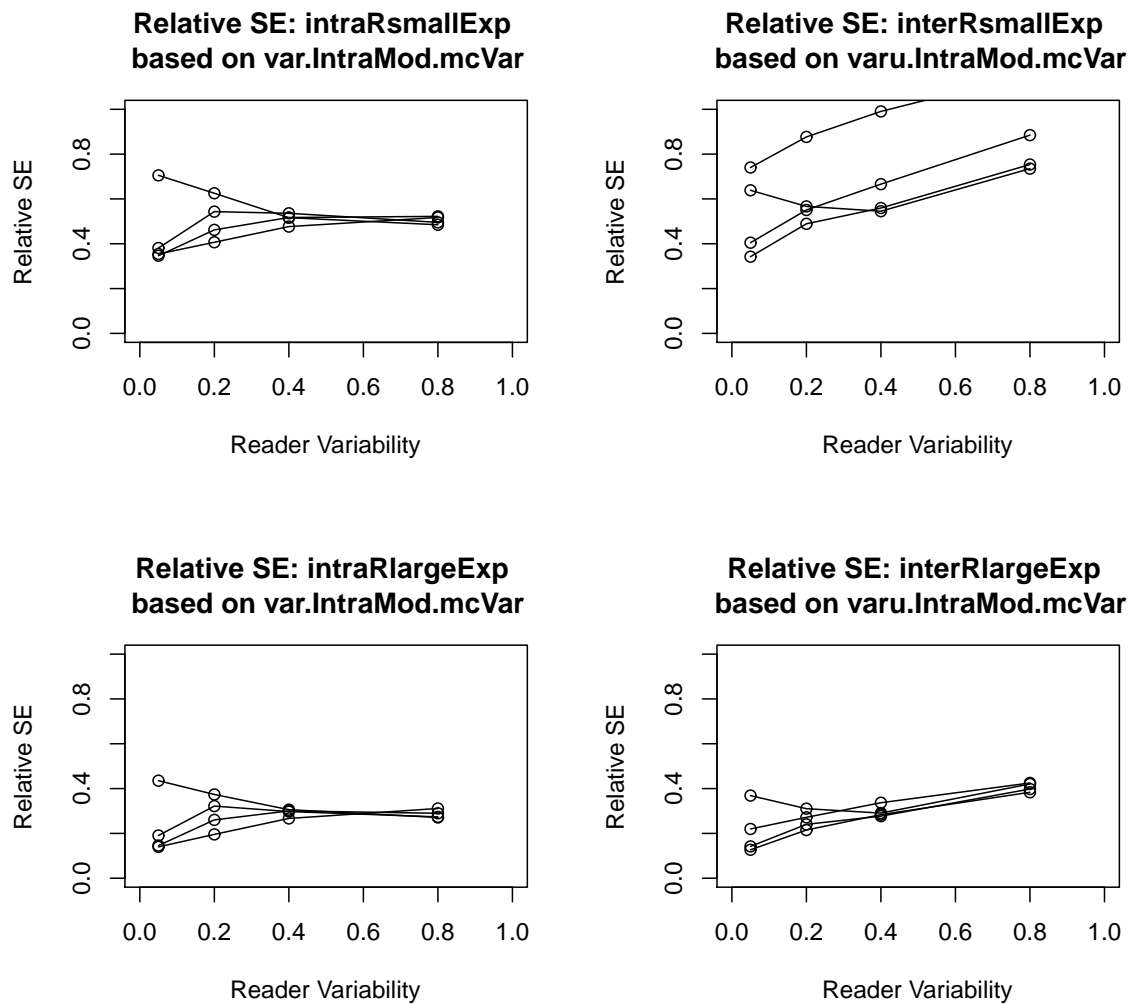 Relative SE: intraRsmallExp
based on var.IntraMod.mcVar
Relative SE
0.0
0.4
0.8
0.0 0.2 0.4 0.6 0.8 1.0
Reader Variability
Relative SE: interRsmallExp
based on varu.IntraMod.mcVar
Relative SE
0.0
0.4
0.8
0.0 0.2 0.4 0.6 0.8 1.0
Reader Variability
Relative SE: intraRlargeExp
based on var.IntraMod.mcVar
Relative SE
0.0
0.4
0.8
0.0 0.2 0.4 0.6 0.8 1.0
Reader Variability
Relative SE: interRlargeExp
based on varu.IntraMod.mcVar
Relative SE
0.0
0.4
0.8
0.0 0.2 0.4 0.6 0.8 1.0
Reader Variability